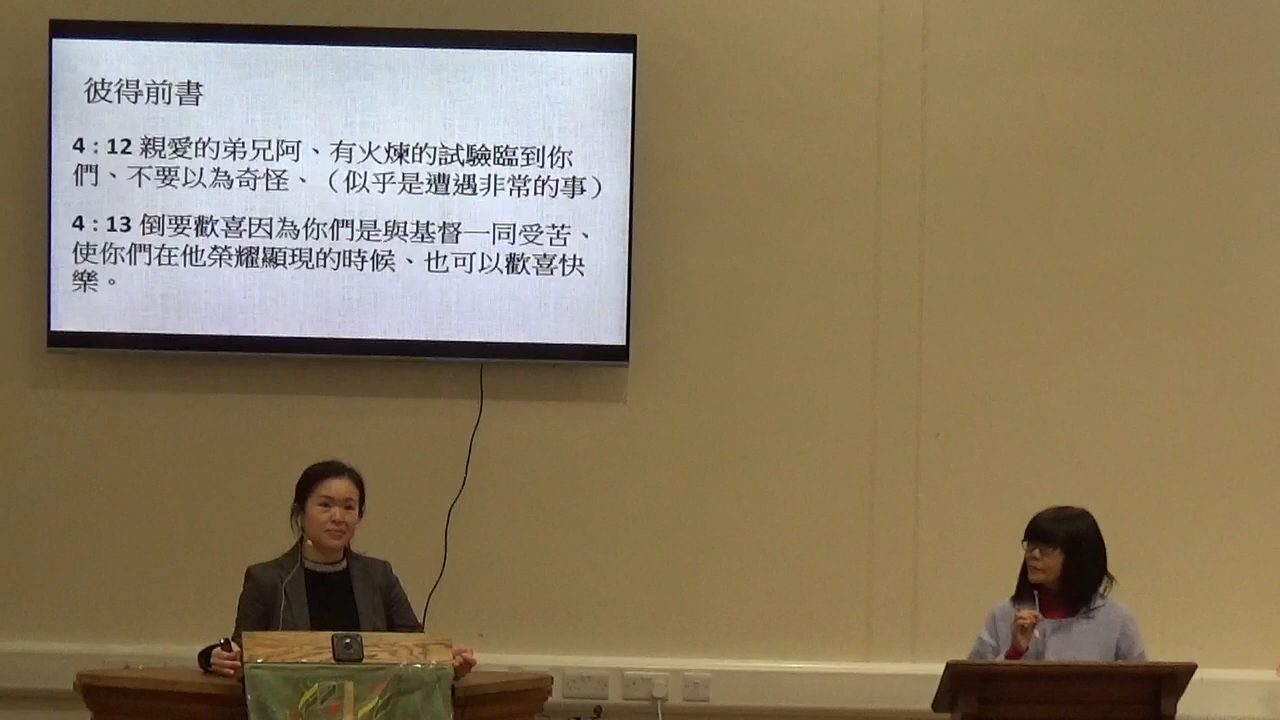 彼得前書
4：12 親愛的弟兄阿、有火煉的試驗臨到你
們、不要以為奇怪、（似乎是遭遇非常的事）
4：13 倒要歡喜因為你們是與基督一同受苦、
使你們在他榮耀顯現的時候、也可以歡喜快
樂。